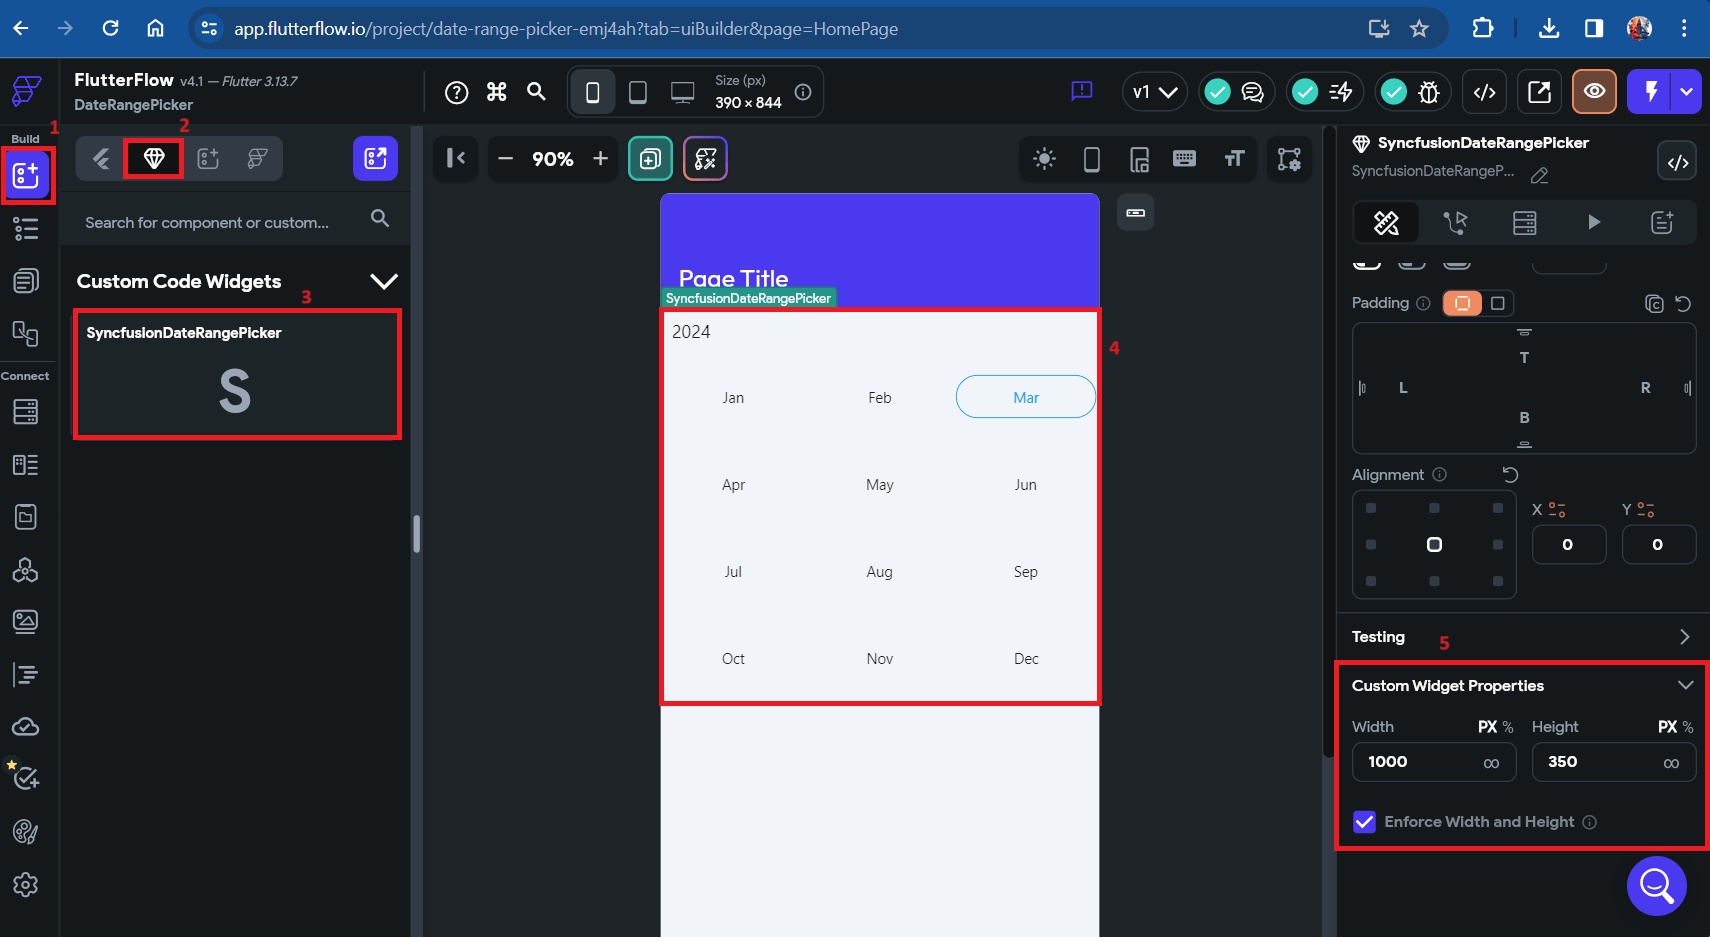 app.flutterflow.io/project/date-range-picker-emj4ah?tab=uiBuilder&page=HomePage
FlutterFlow v4.1 — Flutter 3.13.7
DateRangePicker
Size (px)
390 × 844
v1
Build
1
2
90%
Search for component or custom...
Custom Code Widgets
3
SyncfusionDateRangePicker
S
Connect
Page Title
SyncfusionDateRangePicker
4
2024
Jan Feb Mar
Apr May Jun
Jul Aug Sep
Oct Nov Dec
SyncfusionDateRangePicker
SyncfusionDateRangeP...
Padding
T
L R
B
Alignment
X Y
0 0
Testing
5
Custom Widget Properties
Width PX % Height PX %
1000 ∞ 350 ∞
Enforce Width and Height